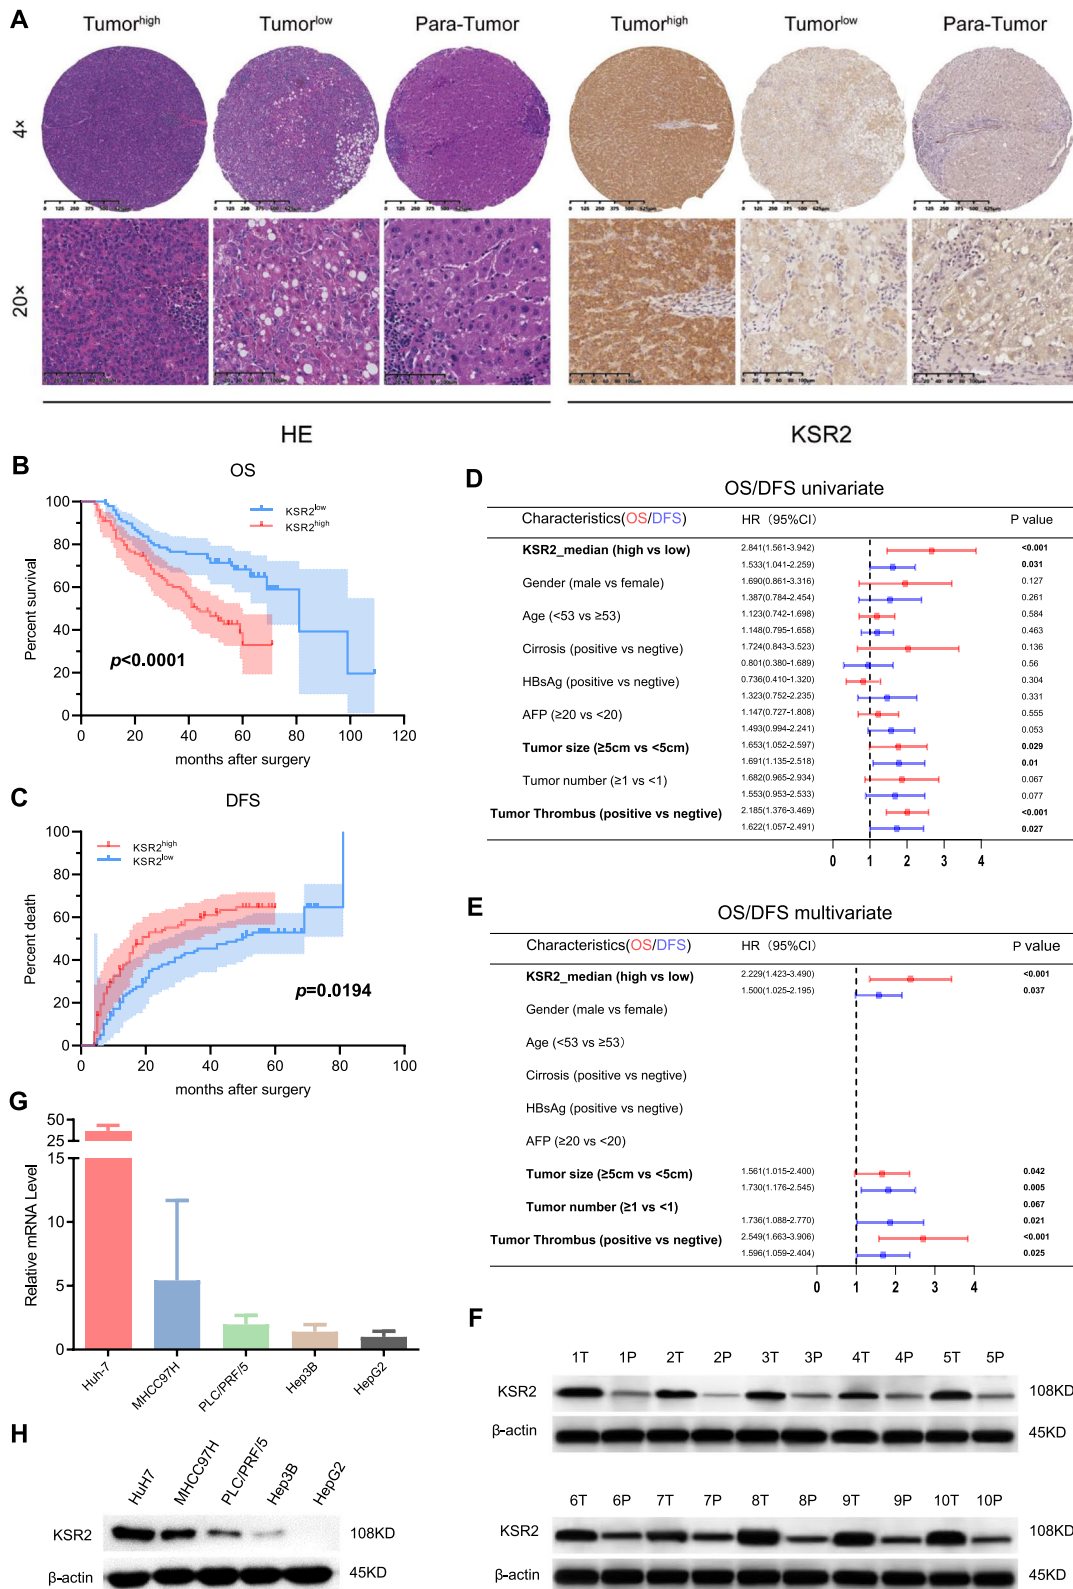 A
Tumorhigh Tumorlow Para-Tumor Tumorhigh Tumorlow Para-Tumor
4×
20×
HE KSR2
B
OS
KSR2low
KSR2high
Percent survival
100
80
60
40
20
0
p<0.0001
0 20 40 60 80 100 120
months after surgery
C
DFS
KSR2high
KSR2low
Percent death
100
80
60
40
20
0
p=0.0194
0 20 40 60 80 100
months after surgery
D
OS/DFS univariate
Characteristics(OS/DFS) HR（95%CI) P value
KSR2_median (high vs low) 2.841(1.561-3.942) <0.001
1.533(1.041-2.259) 0.031
Gender (male vs female) 1.690(0.861-3.316) 0.127
1.387(0.784-2.454) 0.261
Age (<53 vs ≥53) 1.123(0.742-1.698) 0.584
1.148(0.795-1.658) 0.463
Cirrosis (positive vs negtive) 1.724(0.843-3.523) 0.136
0.801(0.380-1.689) 0.56
HBsAg (positive vs negtive) 0.736(0.410-1.320) 0.304
1.323(0.752-2.235) 0.331
AFP (≥20 vs <20) 1.147(0.727-1.808) 0.555
1.493(0.994-2.241) 0.053
Tumor size (≥5cm vs <5cm) 1.653(1.052-2.597) 0.029
1.691(1.135-2.518) 0.01
Tumor number (≥1 vs <1) 1.682(0.965-2.934) 0.067
1.553(0.953-2.533) 0.077
Tumor Thrombus (positive vs negtive) 2.185(1.376-3.469) <0.001
1.622(1.057-2.491) 0.027
0 1 2 3 4
E
OS/DFS multivariate
Characteristics(OS/DFS) HR（95%CI) P value
KSR2_median (high vs low) 2.229(1.423-3.490) <0.001
1.500(1.025-2.195) 0.037
Gender (male vs female)
Age (<53 vs ≥53）
Cirrosis (positive vs negtive)
HBsAg (positive vs negtive)
AFP (≥20 vs <20)
Tumor size (≥5cm vs <5cm) 1.561(1.015-2.400) 0.042
1.730(1.176-2.545) 0.005
Tumor number (≥1 vs <1) 0.067
1.736(1.088-2.770) 0.021
Tumor Thrombus (positive vs negtive) 2.549(1.663-3.906) <0.001
1.596(1.059-2.404) 0.025
0 1 2 3 4
G
Relative mRNA Level
50
25
15
10
5
0
Huh-7 MHCC97H PLC/PRF/5 Hep3B HepG2
F
1T 1P 2T 2P 3T 3P 4T 4P 5T 5P
KSR2 108KD
β-actin 45KD
6T 6P 7T 7P 8T 8P 9T 9P 10T 10P
KSR2 108KD
β-actin 45KD
H
HuH7 MHCC97H PLC/PRF/5 Hep3B HepG2
KSR2 108KD
β-actin 45KD